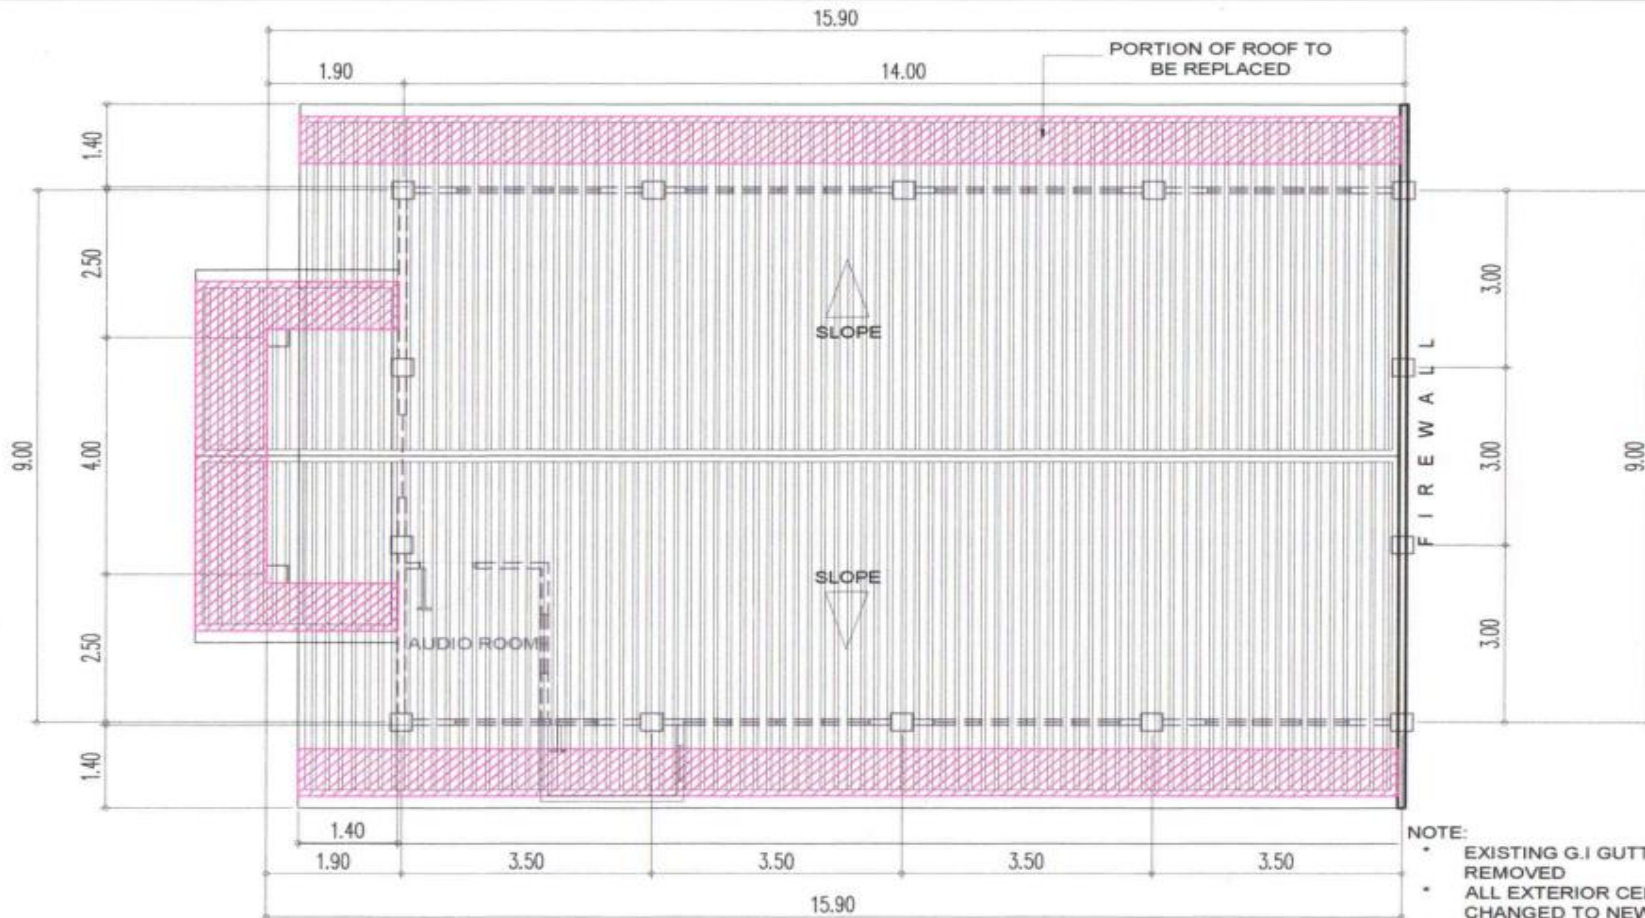 15.90
PORTION OF ROOF TO
BE REPLACED
1.90
14.00
1.40
2.50
SLOPE
3.00
FIREWALL
9.00
4.00
3.00
9.00
SLOPE
AUDIO ROOM
2.50
3.00
1.40
1.40
1.90
3.50
3.50
3.50
3.50
15.90
NOTE:
* EXISTING G.I GUTT
REMOVED
* ALL EXTERIOR CEI
CHANGED TO NEW